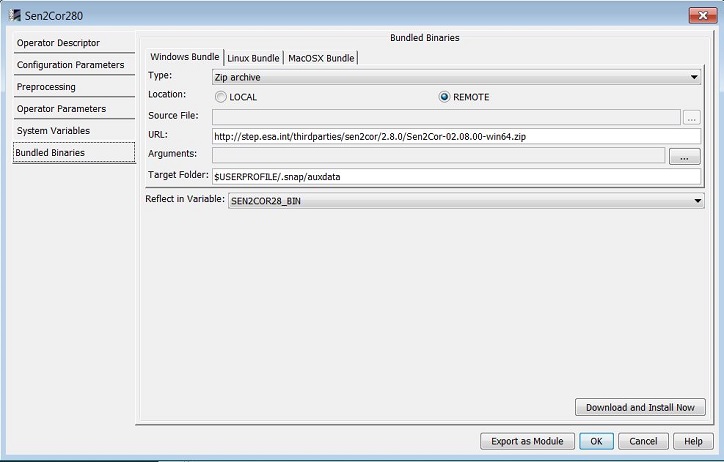 Sen2Cor280
Operator Descriptor
Configuration Parameters
Preprocessing
Operator Parameters
System Variables
Bundled Binaries
Bundled Binaries
Windows Bundle Linux Bundle MacOSX Bundle
Type: Zip archive
Location: LOCAL REMOTE
Source File: ...
URL: http://step.esa.int/thirdparties/sen2cor/2.8.0/Sen2Cor-02.08.00-win64.zip
Arguments: ...
Target Folder: $USERPROFILE/.snap/auxdata
Reflect in Variable: SEN2COR28_BIN
Download and Install Now
Export as Module OK Cancel Help